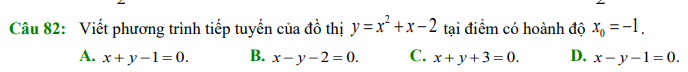 Câu 82: Viết phương trình tiếp tuyến của đồ thị y = x² + x − 2 tại điểm có hoành độ x₀ = −1.
A. x + y − 1 = 0. B. x − y − 2 = 0. C. x + y + 3 = 0. D. x − y − 1 = 0.